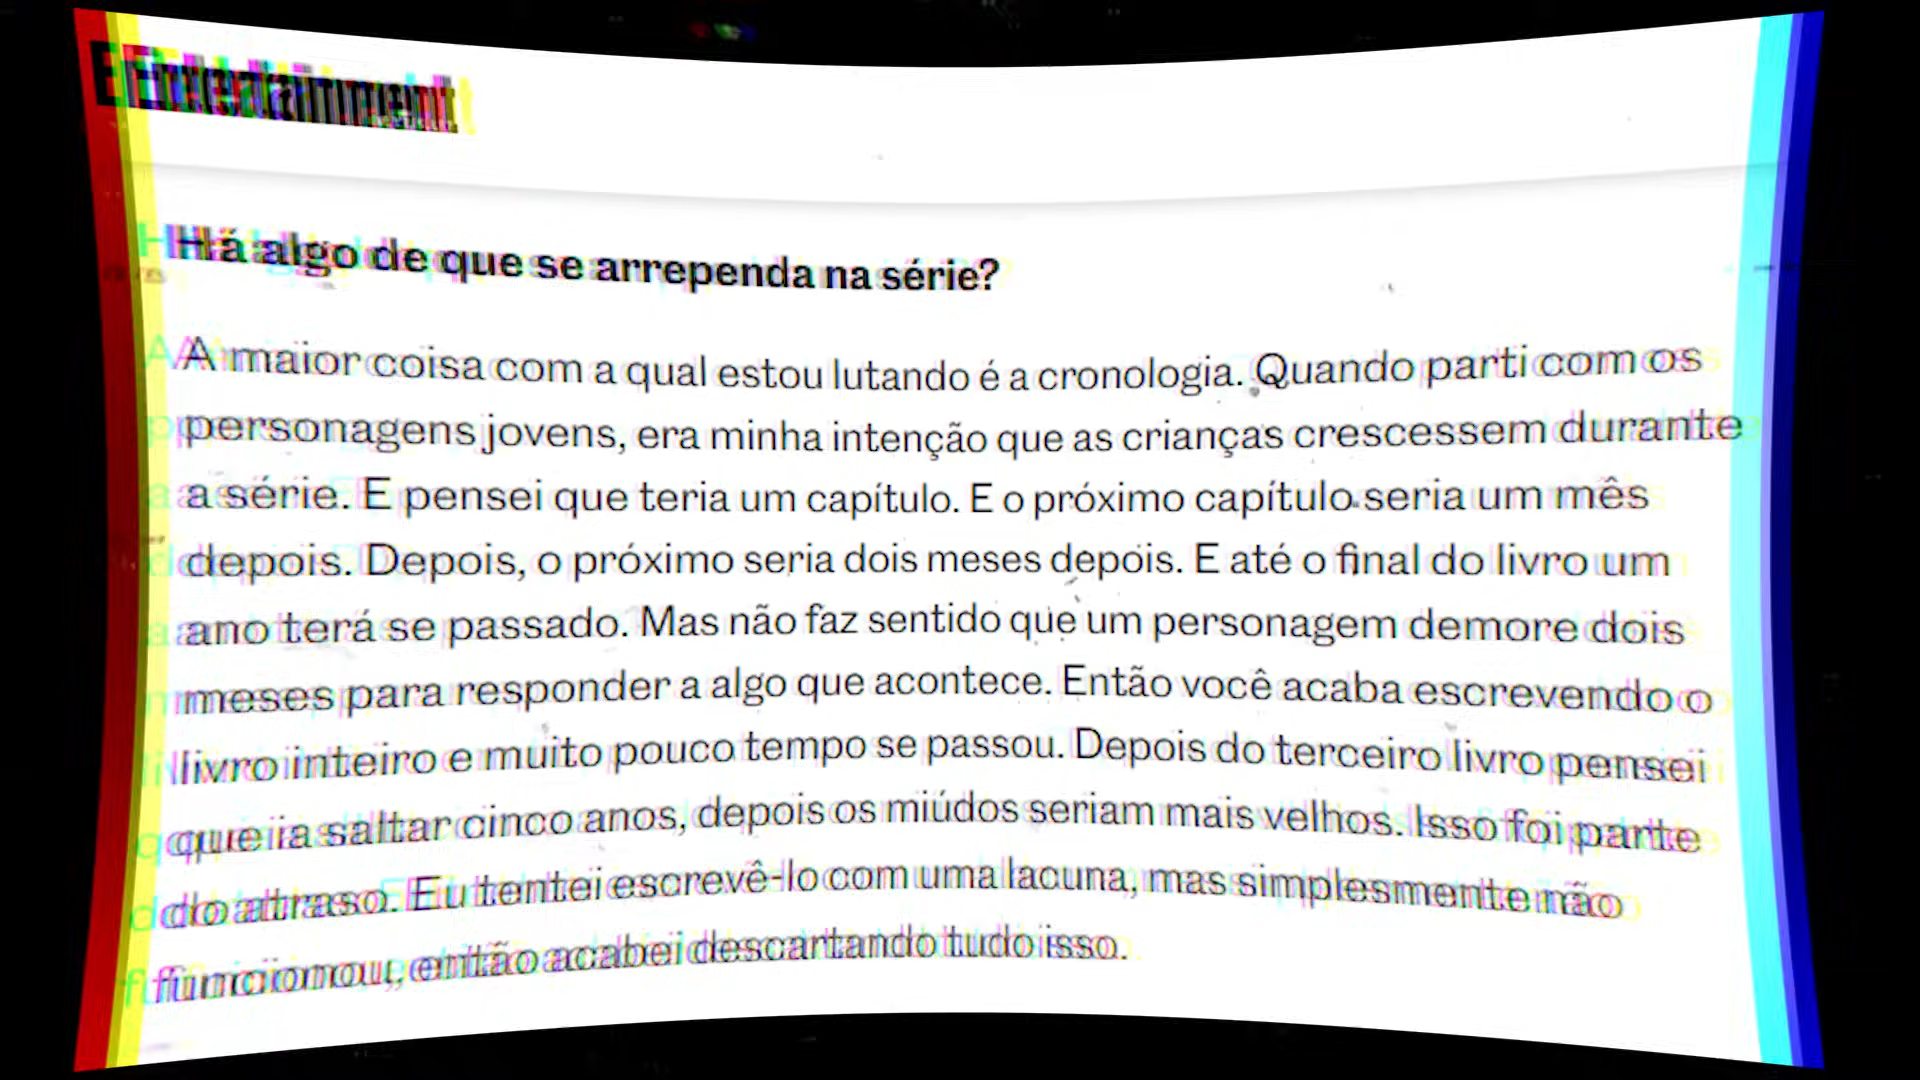 Entertainment
Há algo de que se arrependa na série?
A maior coisa com a qual estou lutando é a cronologia. Quando parti com os
personagens jovens, era minha intenção que as crianças crescessem durante
a série. E pensei que teria um capítulo. E o próximo capítulo seria um mês
depois. Depois, o próximo seria dois meses depois. E até o final do livro um
ano terá se passado. Mas não faz sentido que um personagem demore dois
meses para responder a algo que acontece. Então você acaba escrevendo o
livro inteiro e muito pouco tempo se passou. Depois do terceiro livro pensei
que ia saltar cinco anos, depois os miúdos seriam mais velhos. Isso foi parte
do atraso. Eu tentei escrevê-lo com uma lacuna, mas simplesmente não
funcionou, então acabei descartando tudo isso.